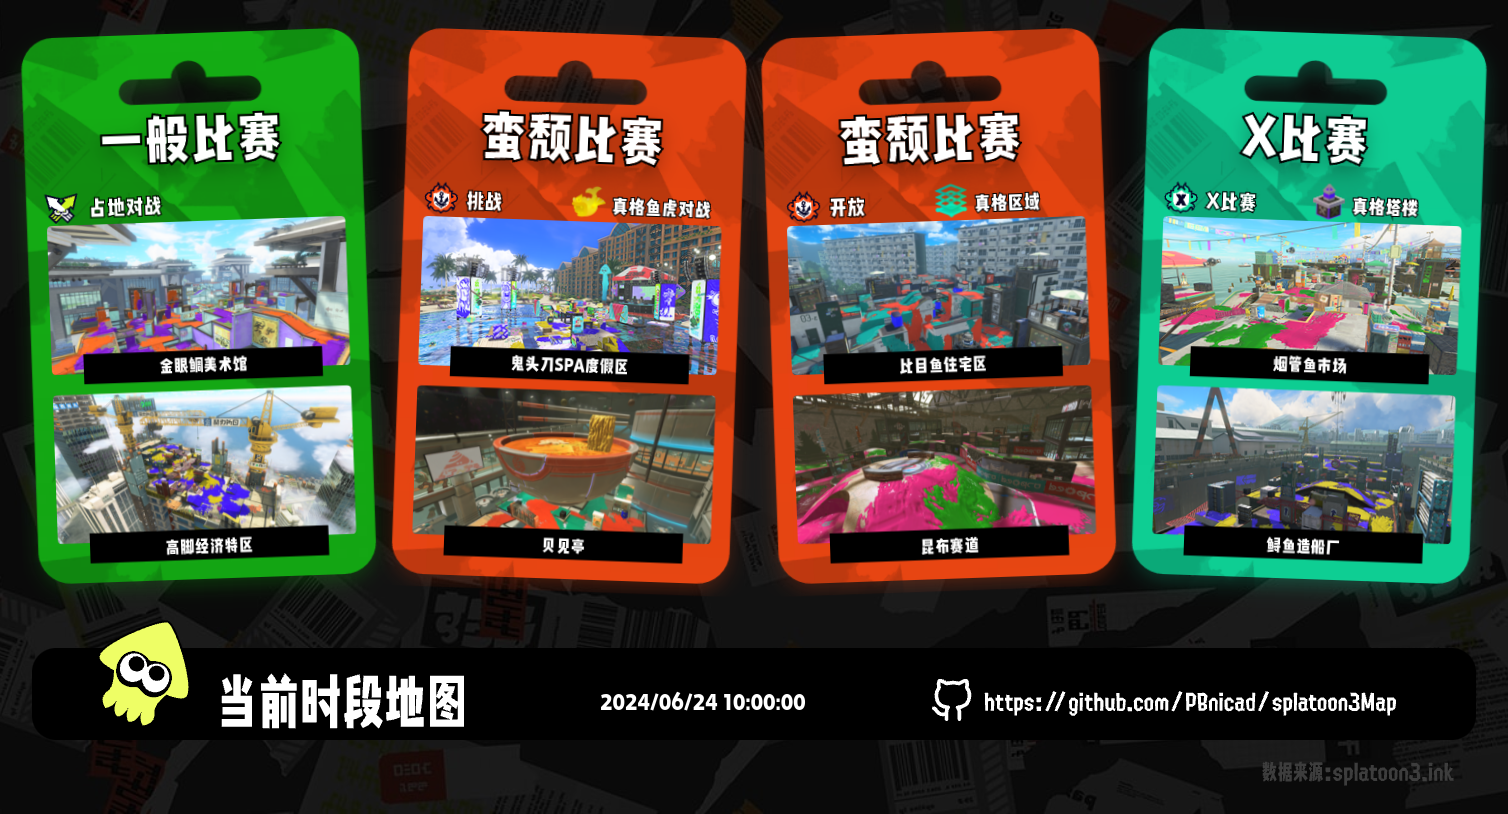 一般比赛
占地对战
金眼鲷美术馆
高脚经济特区
蛮颓比赛
挑战
真格鱼虎对战
鬼头刀SPA度假区
贝见亭
蛮颓比赛
开放
真格区域
比目鱼住宅区
昆布赛道
X比赛
X比赛
真格塔楼
烟管鱼市场
鲟鱼造船厂
当前时段地图
2024/06/24 10:00:00
https://github.com/PBnicad/splatoon3Map
数据来源:splatoon3.ink